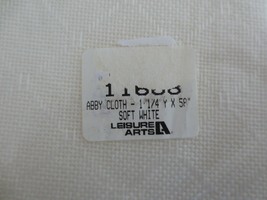 11608
ABBY CLOTH - 1 1/4 Y X 58"
SOFT WHITE
LEISURE
ARTS